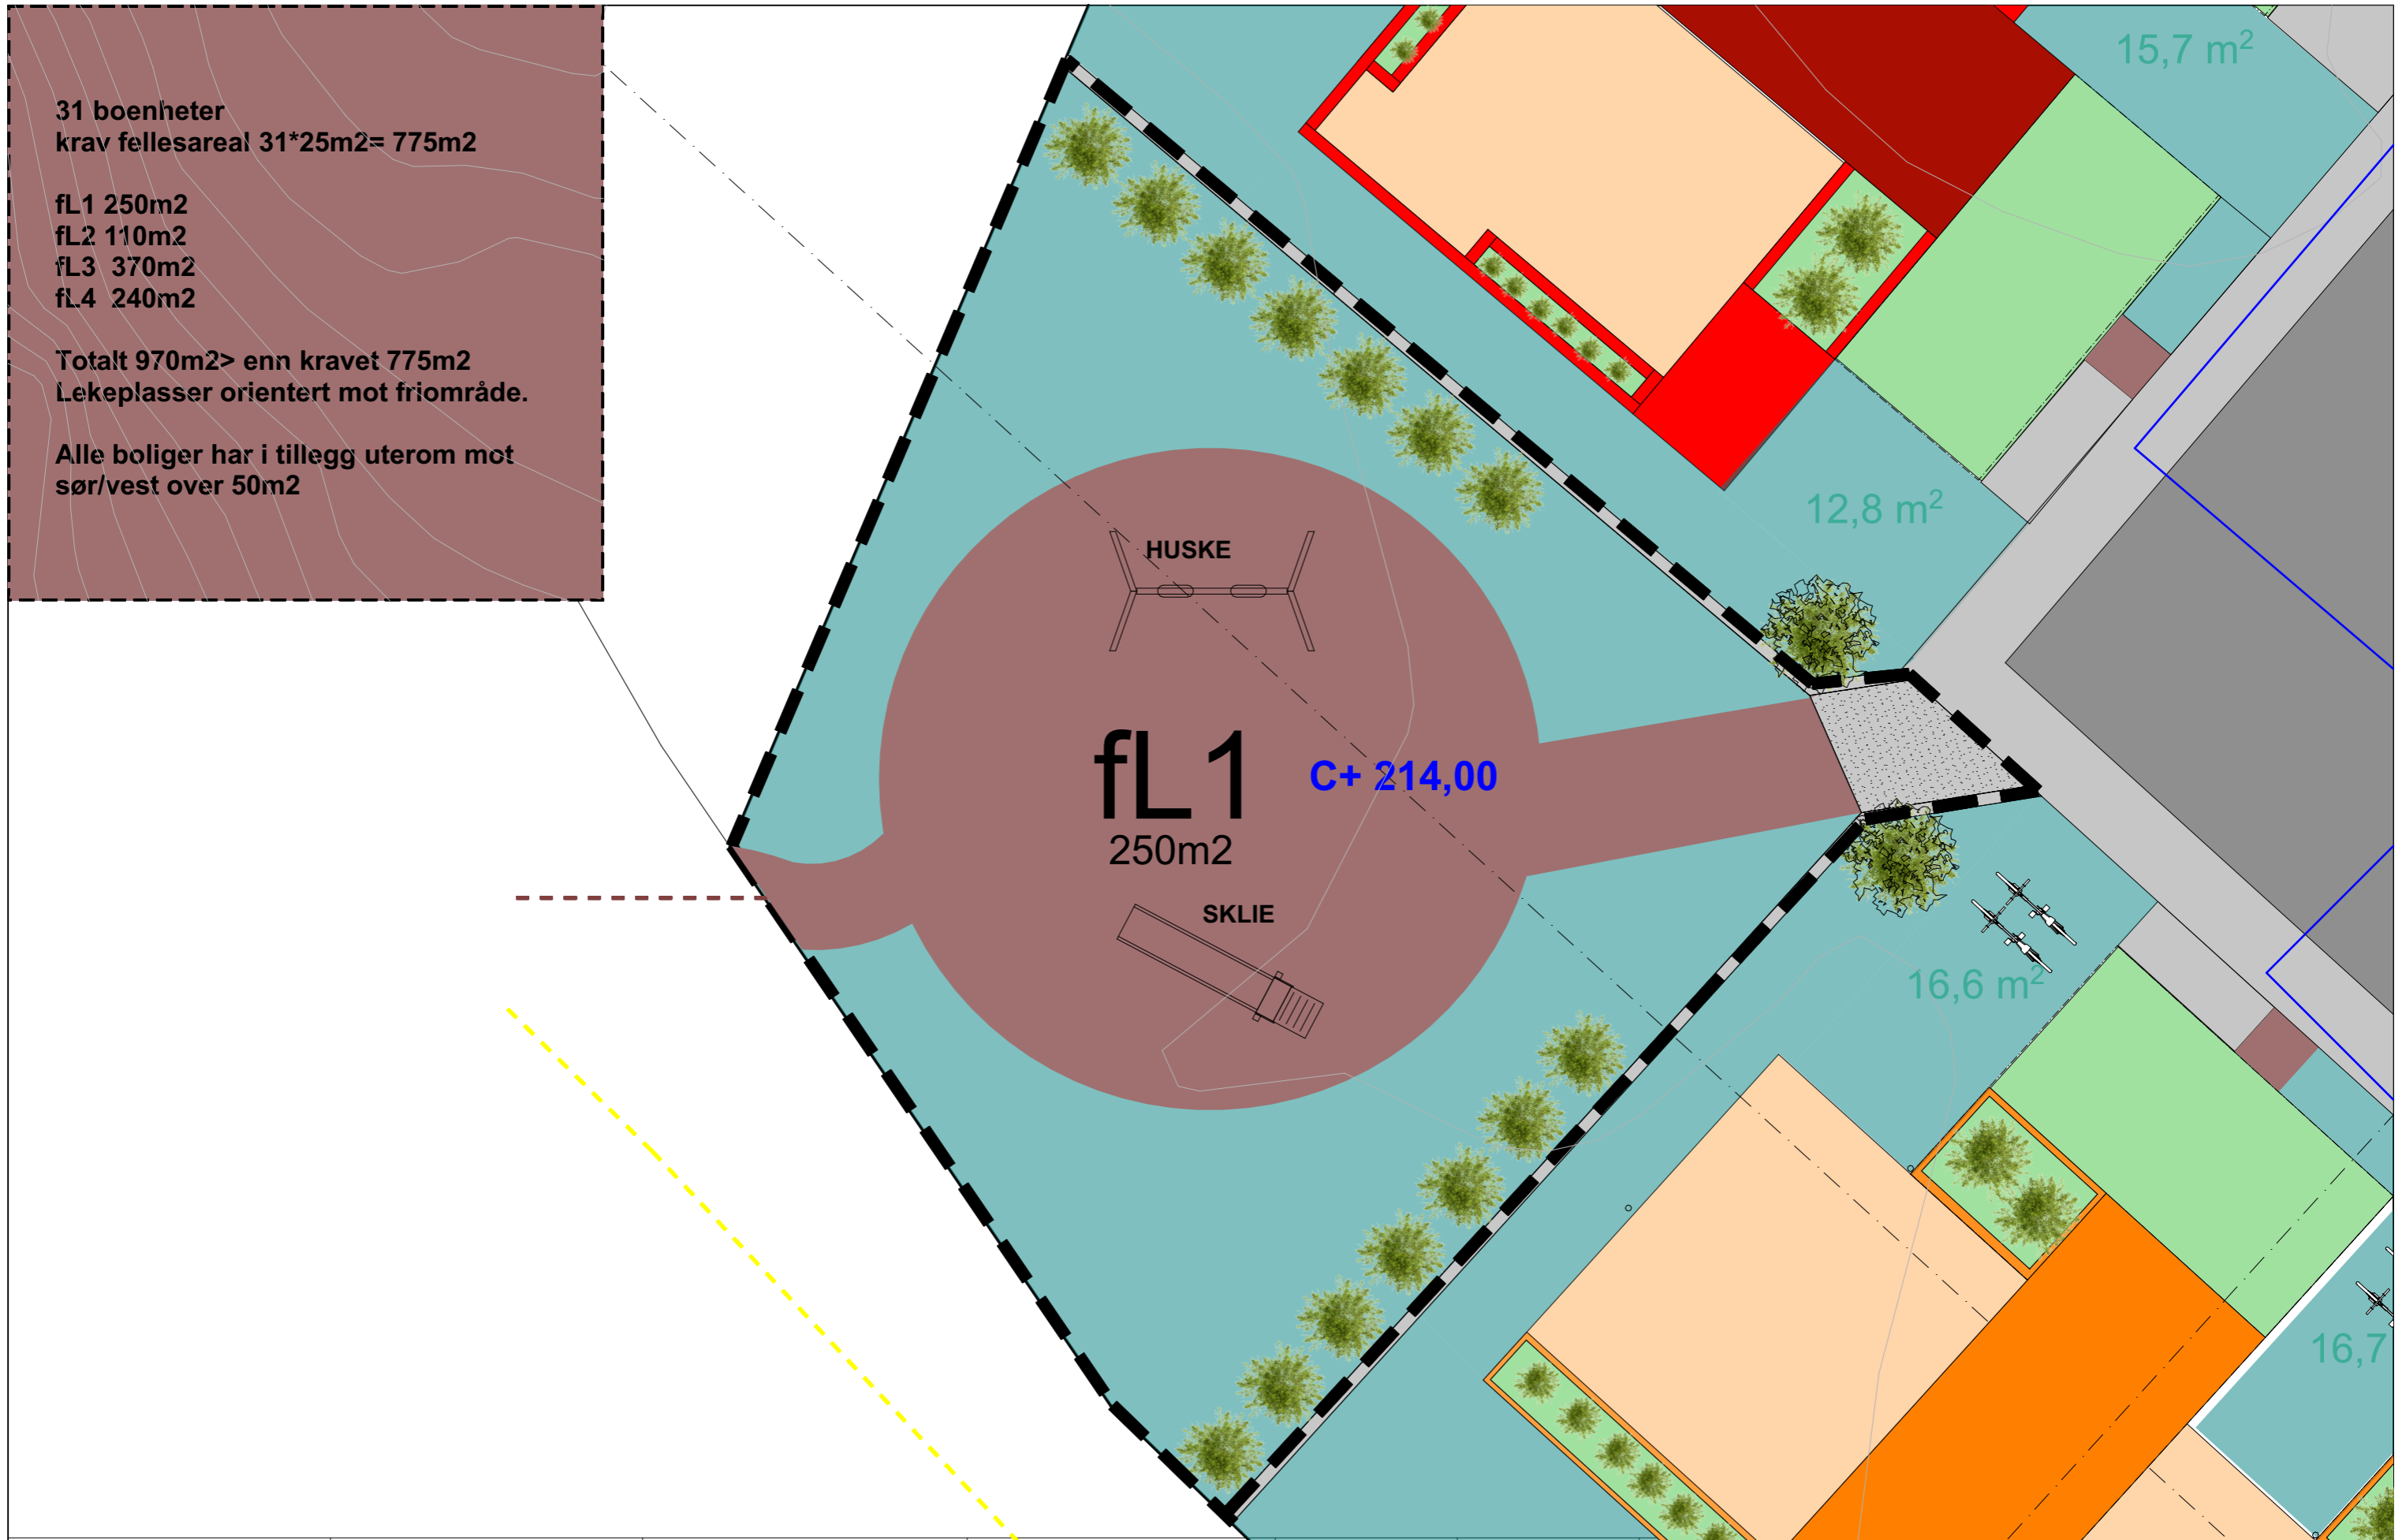 31 boenheter
krav fellesareal 31*25m2= 775m2
fL1 250m2
fL2 110m2
fL3 370m2
fL4 240m2
Totalt 970m2> enn kravet 775m2
Lekeplasser orientert mot friområde.
Alle boliger har i tillegg uterom mot
sør/vest over 50m2
15,7 m²
12,8 m²
HUSKE
fL1
C+ 214,00
250m2
SKLIE
16,6 m²
16,7